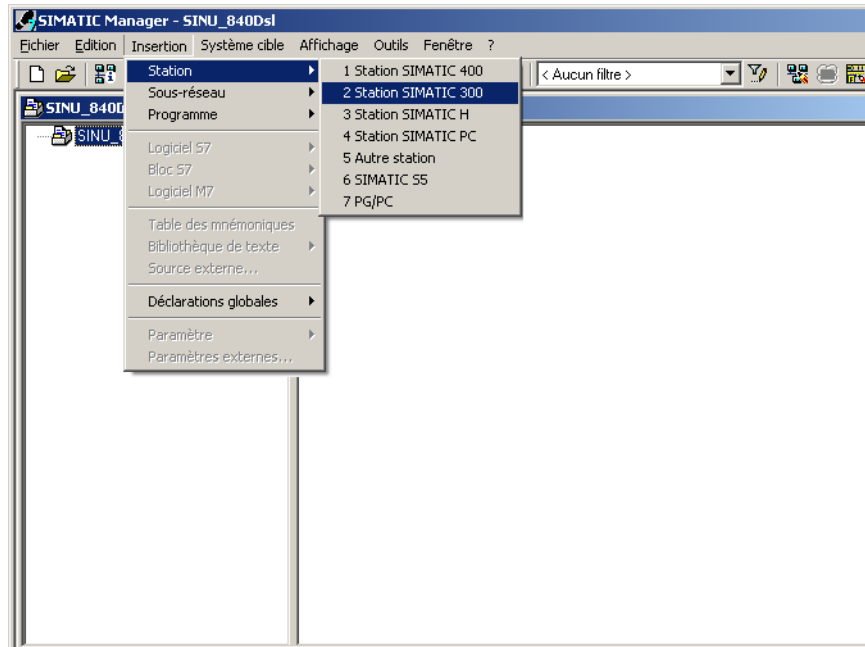 SIMATIC Manager - SINU_840Dsl
Fichier Edition Insertion Système cible Affichage Outils Fenêtre ?
< Aucun filtre >
Station
Sous-réseau
Programme
Logiciel S7
Bloc S7
Logiciel M7
Table des mnémoniques
Bibliothèque de texte
Source externe...
Déclarations globales
Paramètre
Paramètres externes...
1 Station SIMATIC 400
2 Station SIMATIC 300
3 Station SIMATIC H
4 Station SIMATIC PC
5 Autre station
6 SIMATIC S5
7 PG/PC